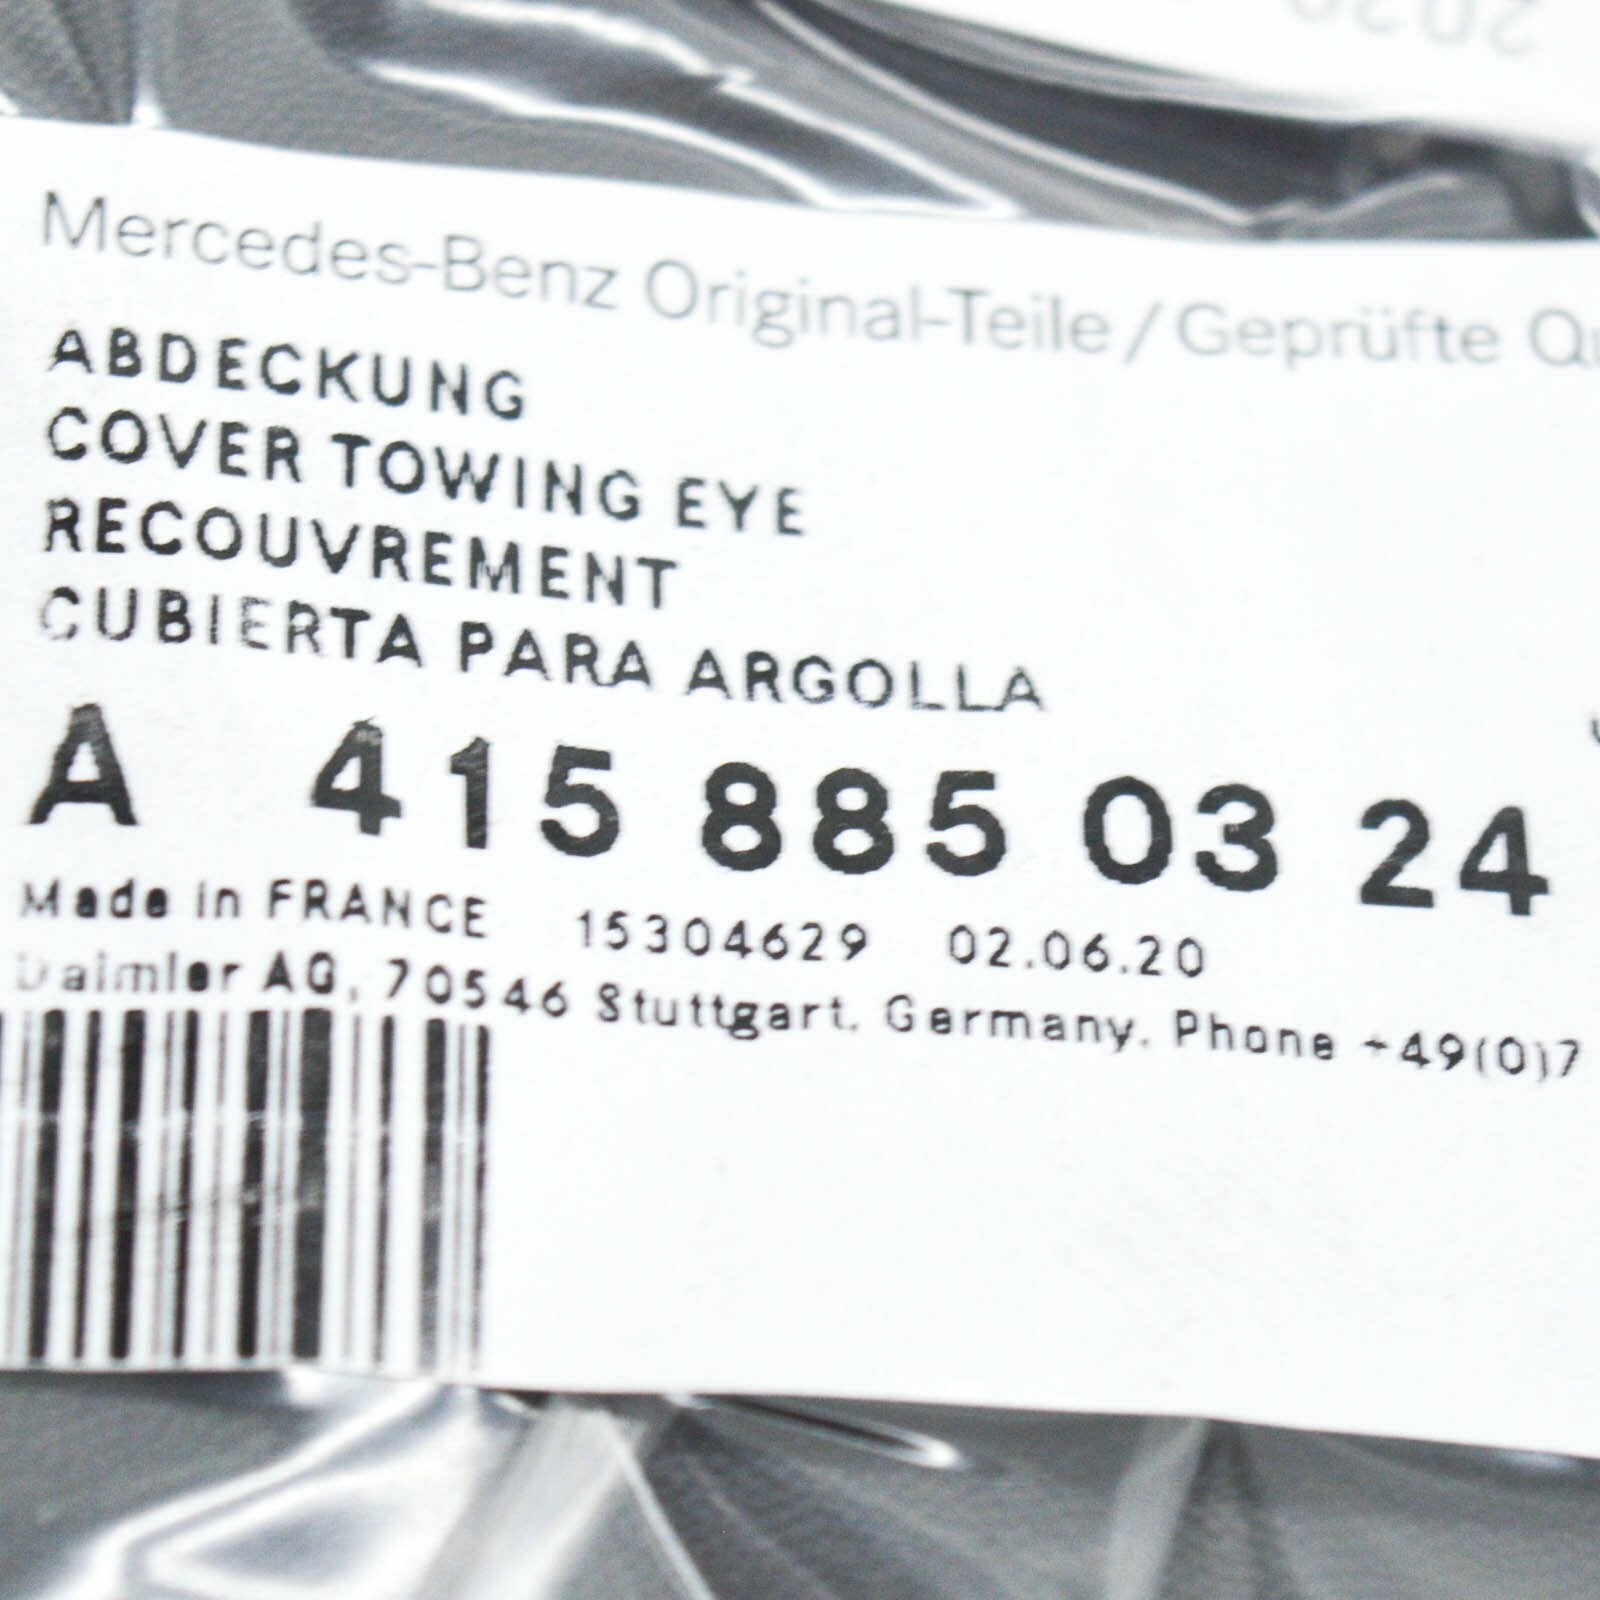 Mercedes-Benz Original-Teile / Geprüfte
ABDECKUNG
COVER TOWING EYE
RECOUVREMENT
CUBIERTA PARA ARGOLLA
A 415 885 03 24
Made in FRANCE 15304629 02.06.20
Daimler AG, 70546 Stuttgart. Germany. Phone +49(0)7